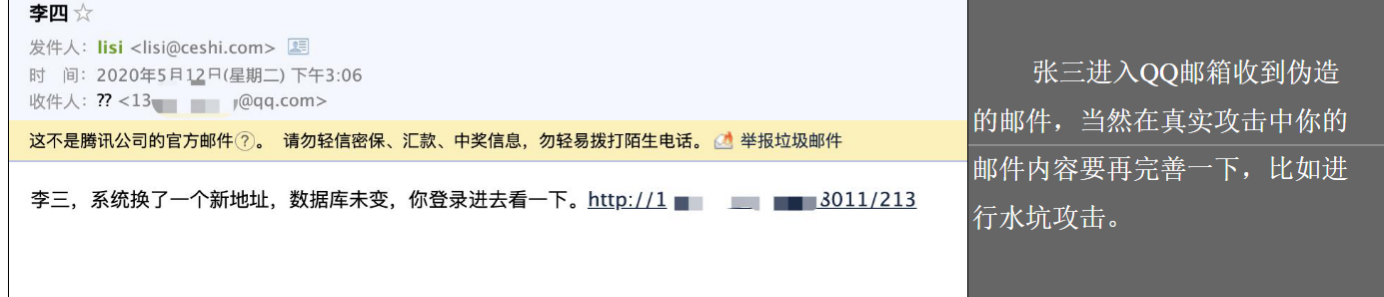 李四☆
发件人：lisi <lisi@ceshi.com>
时 间：2020年5月12日(星期二) 下午3:06
收件人：?? <13 @qq.com>
这不是腾讯公司的官方邮件?。 请勿轻信密保、汇款、中奖信息，勿轻易拨打陌生电话。 举报垃圾邮件
李三，系统换了一个新地址，数据库未变，你登录进去看一下。http://1 3011/213
张三进入QQ邮箱收到伪造
的邮件，当然在真实攻击中你的
邮件内容要再完善一下，比如进
行水坑攻击。